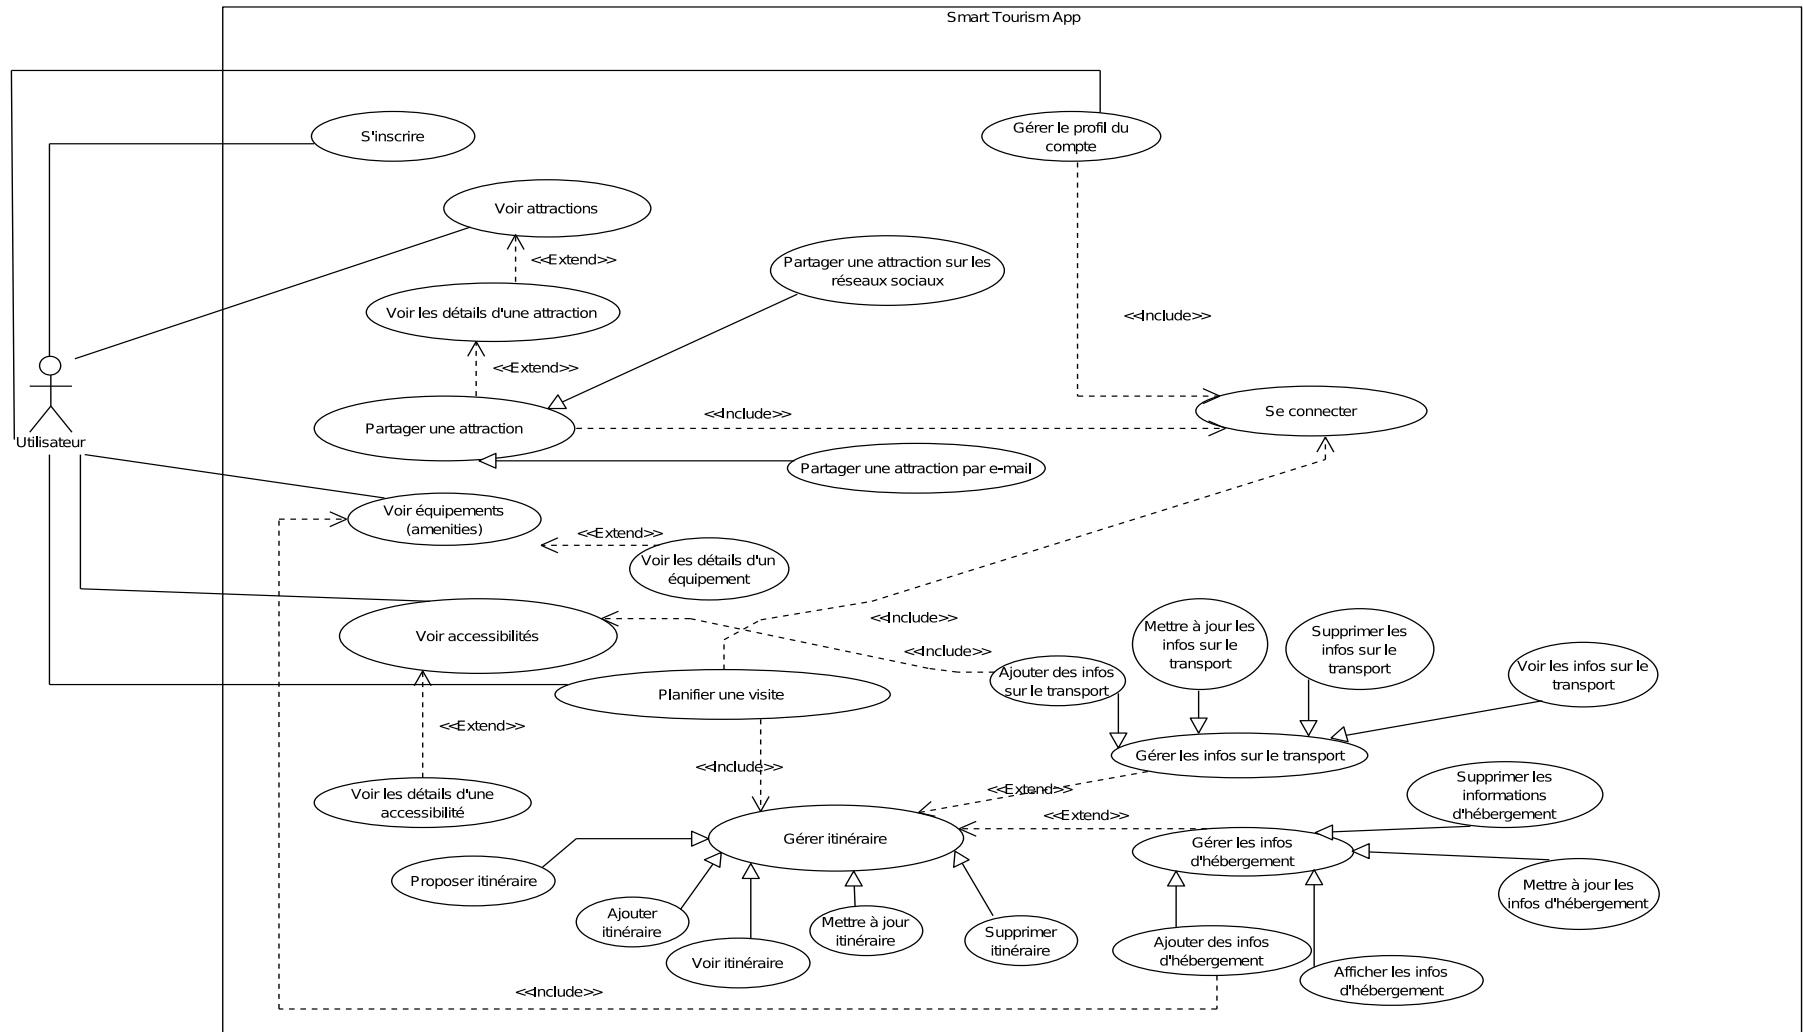 Smart Tourism App
S'inscrire
Gérer le profil du
compte
Voir attractions
<<Extend>>
Partager une attraction sur les
réseaux sociaux
Voir les détails d'une attraction
<<Include>>
<<Extend>>
Se connecter
<<Include>>
Partager une attraction
Utilisateur
Partager une attraction par e-mail
Voir équipements
(amenities)
<<Extend>>
Voir les détails d'un
équipement
<<Include>>
Voir accessibilités
<<Include>>
Mettre à jour les
infos sur le
transport
Supprimer les
infos sur le
transport
Voir les infos sur le
transport
Ajouter des infos
sur le transport
Planifier une visite
<<Extend>>
Gérer les infos sur le transport
<<Include>>
<<Extend>>
Voir les détails d'une
accessibilité
Supprimer les
informations
d'hébergement
<<Extend>>
Gérer itinéraire
Gérer les infos
d'hébergement
Proposer itinéraire
Mettre à jour les
infos d'hébergement
Ajouter
itinéraire
Mettre à jour
itinéraire
Supprimer
itinéraire
Ajouter des infos
d'hébergement
Voir itinéraire
Afficher les infos
d'hébergement
<<Include>>